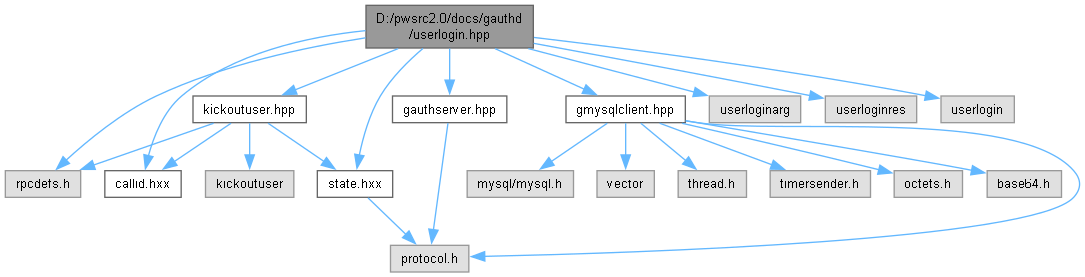 D:/pwsrc2.0/docs/gauthd
/userlogin.hpp
kickoutuser.hpp
gauthserver.hpp
gmysqlclient.hpp
userloginarg
userloginres
userlogin
rpcdefs.h
callid.hxx
kickoutuser
state.hxx
mysql/mysql.h
vector
thread.h
timersender.h
octets.h
base64.h
protocol.h